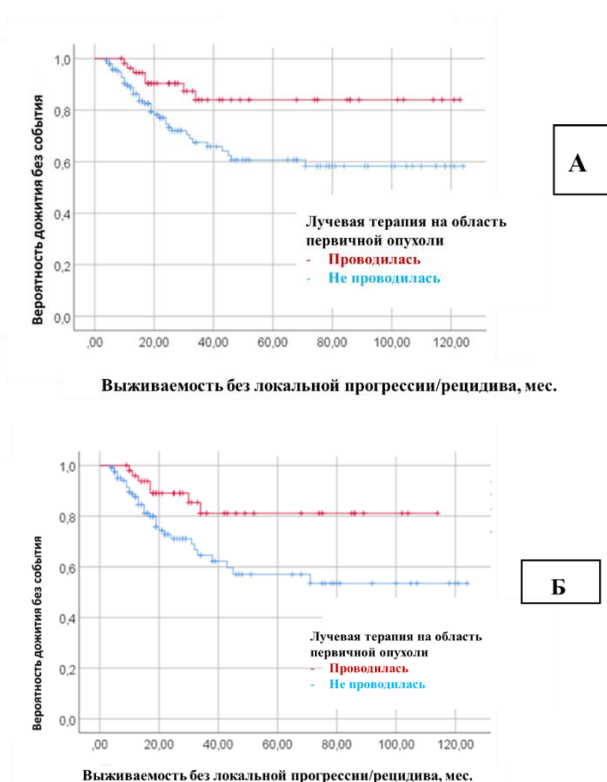 Вероятность дожития без события
1,0
0,8
0,6
0,4
0,2
0,0
,00 20,00 40,00 60,00 80,00 100,00 120,00
Лучевая терапия на область
первичной опухоли
- Проводилась
- Не проводилась
А
Выживаемость без локальной прогрессии/рецидива, мес.
Вероятность дожития без события
1,0
0,8
0,6
0,4
0,2
0,0
,00 20,00 40,00 60,00 80,00 100,00 120,00
Лучевая терапия на область
первичной опухоли
- Проводилась
- Не проводилась
Б
Выживаемость без локальной прогрессии/рецидива, мес.